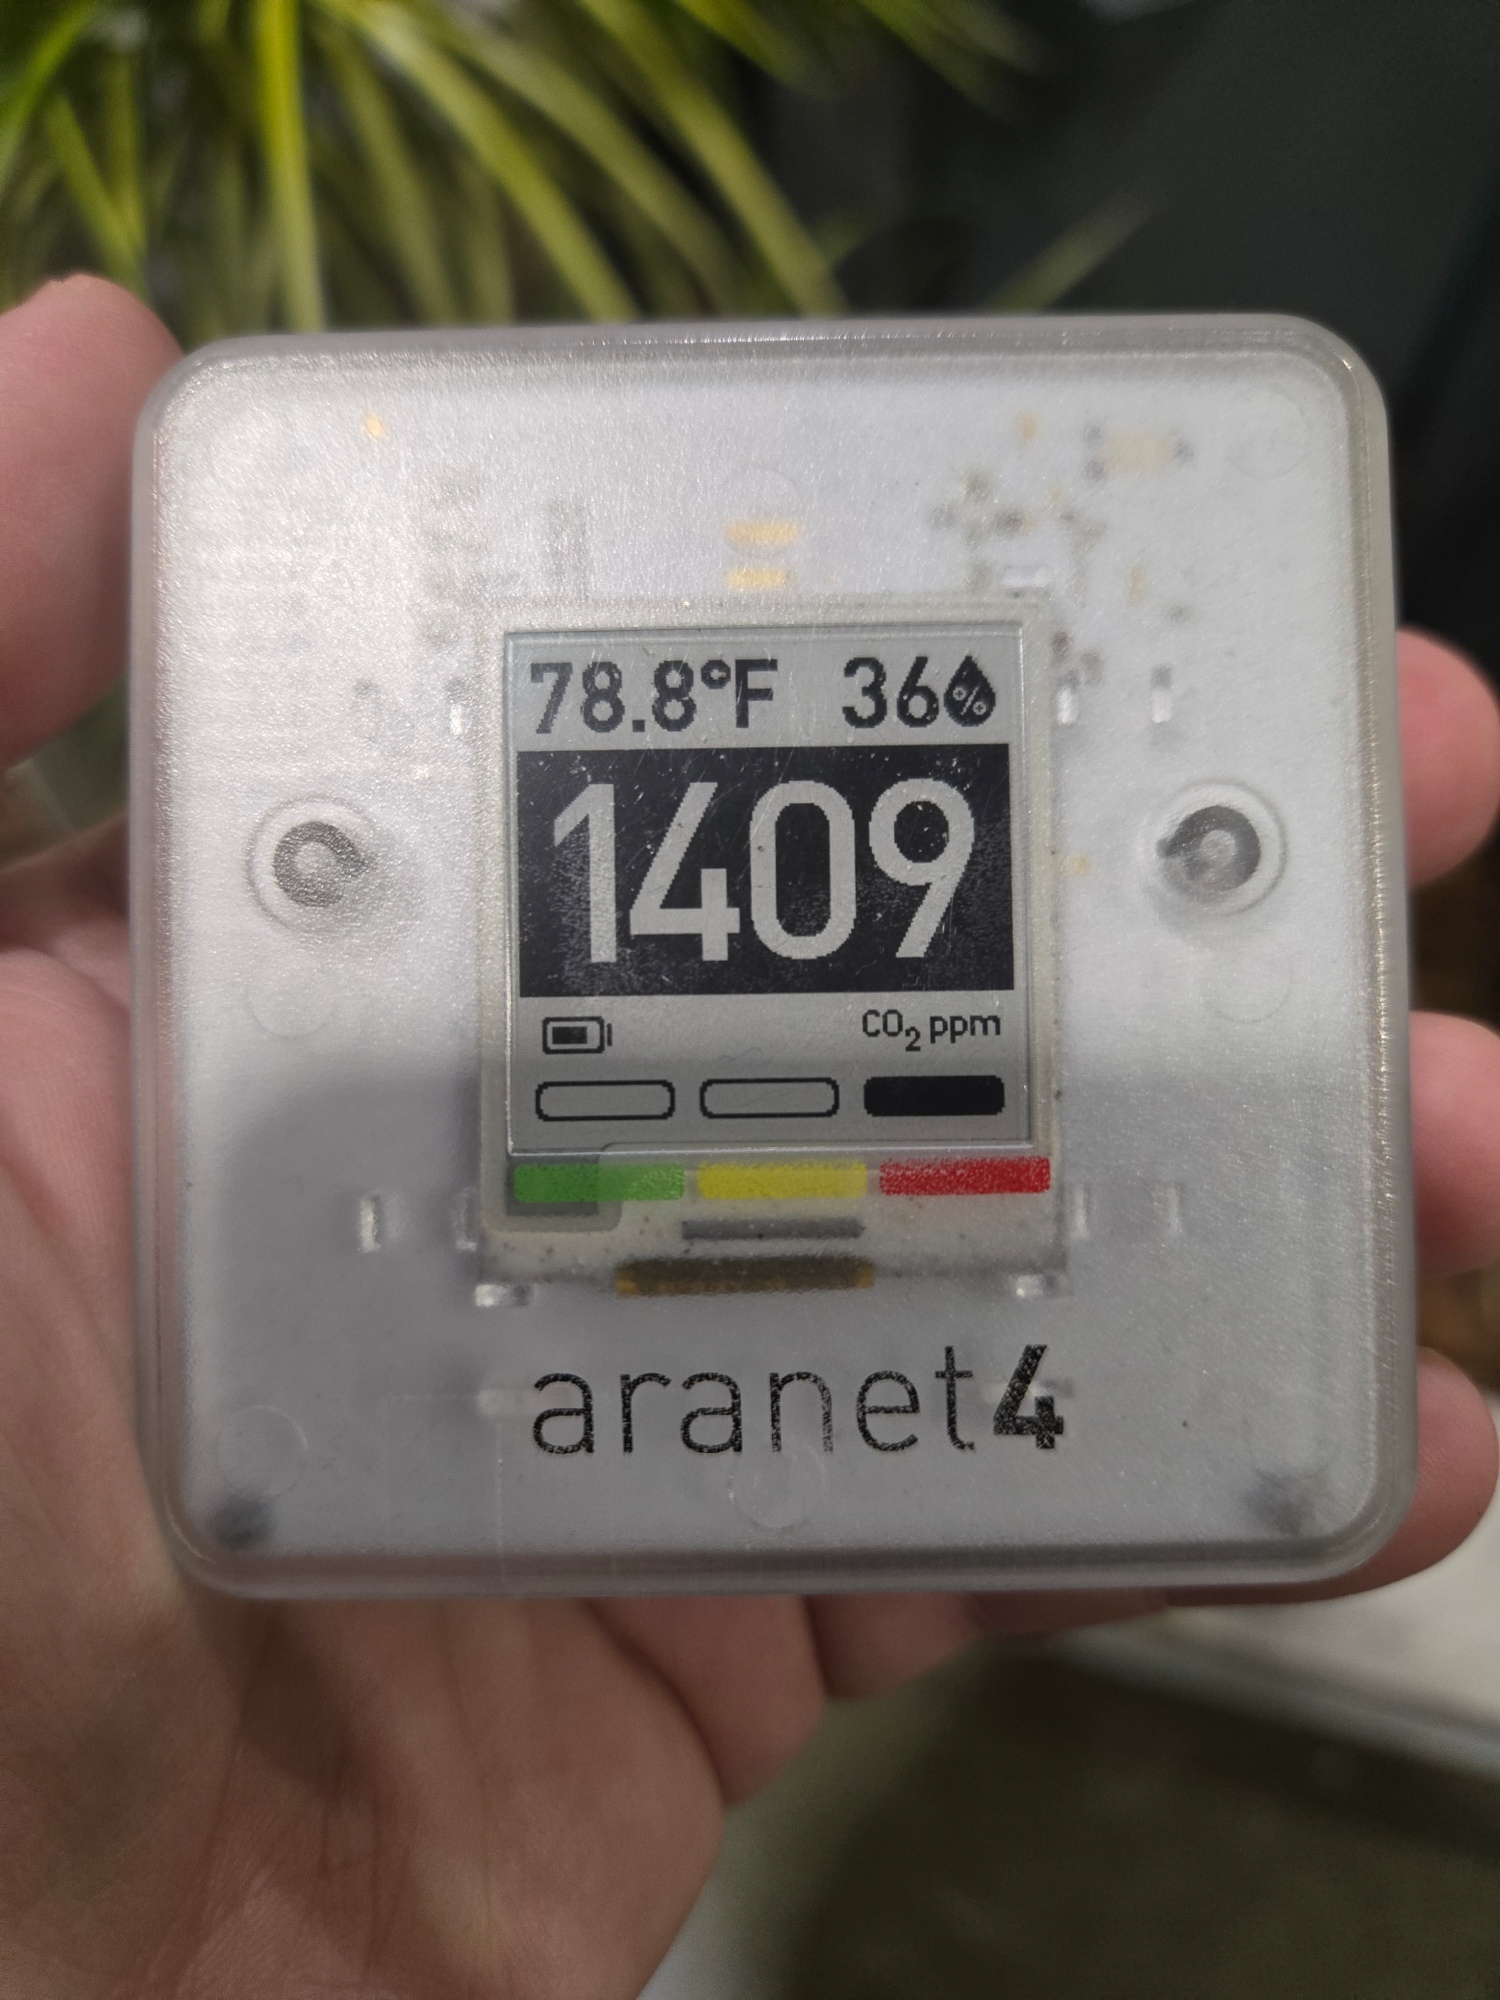 78.8°F 36%
1409
CO₂ ppm
aranet4